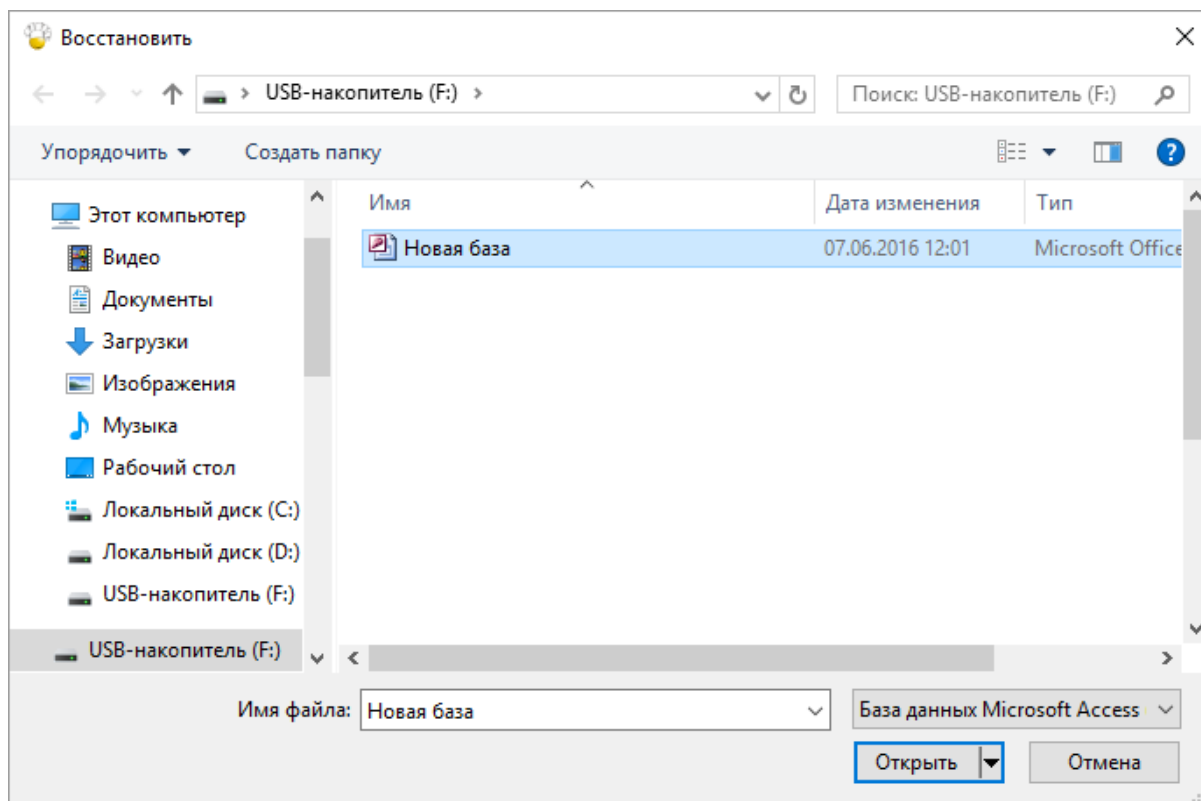 Восстановить
USB-накопитель (F:)
Поиск: USB-накопитель (F:)
Упорядочить
Создать папку
?
Этот компьютер
Видео
Документы
Загрузки
Изображения
Музыка
Рабочий стол
Локальный диск (C:)
Локальный диск (D:)
USB-накопитель (F:)
USB-накопитель (F:)
Имя Дата изменения Тип
Новая база 07.06.2016 12:01 Microsoft Office
Имя файла: Новая база База данных Microsoft Access
Открыть Отмена